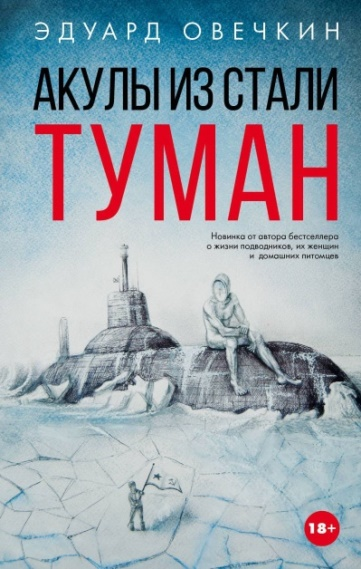 ЭДУАРД ОВЕЧКИН
АКУЛЫ ИЗ СТАЛИ
ТУМАН
Новинка от автора бестселлера
о жизни подводников, их женщин
и домашних питомцев
18+